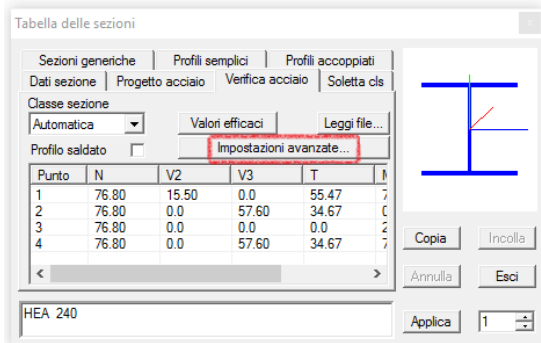 Tabella delle sezioni
Sezioni generiche Profili semplici Profili accoppiati
Dati sezione Progetto acciaio Verifica acciaio Soletta cls
Classe sezione
Automatica Valori efficaci Leggi file...
Profilo saldato Impostazioni avanzate...
Punto N V2 V3 T
1 76.80 15.50 0.0 55.47
2 76.80 0.0 57.60 34.67
3 76.80 0.0 0.0 0.0
4 76.80 0.0 57.60 34.67
Copia Incolla
Annulla Esci
HEA 240
Applica 1